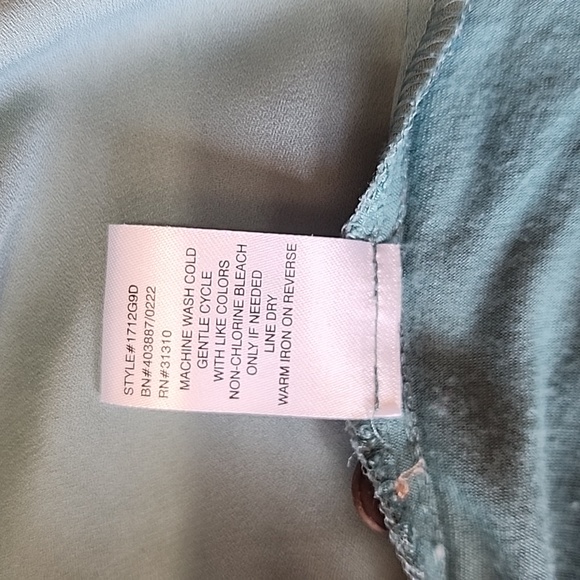 STYLE#1712G9D
BN#403887/0222
RN#31310
MACHINE WASH COLD
GENTLE CYCLE
WITH LIKE COLORS
NON-CHLORINE BLEACH
ONLY IF NEEDED
LINE DRY
WARM IRON ON REVERSE